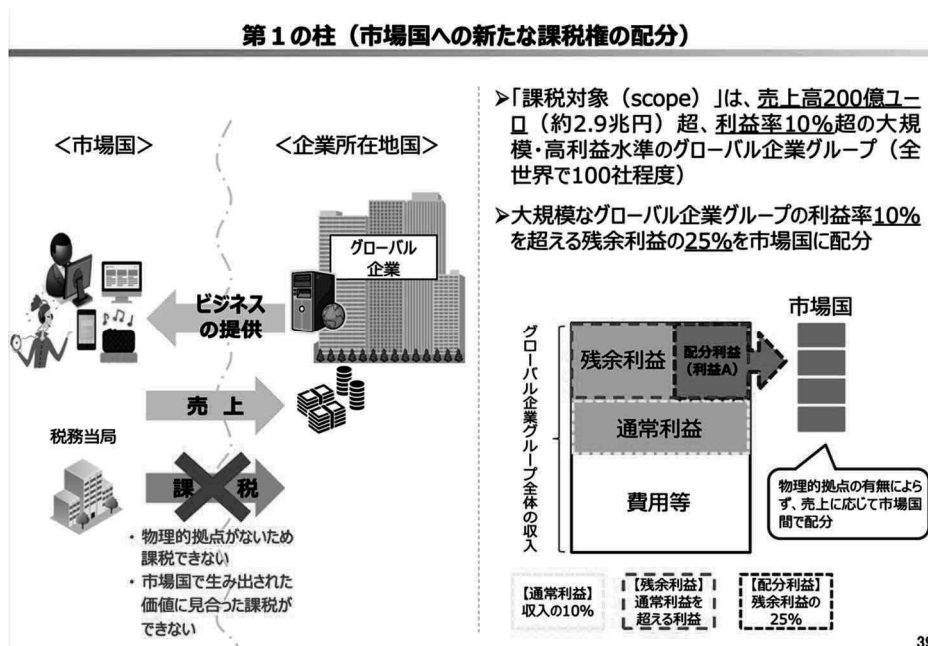 第1の柱（市場国への新たな課税権の配分）
＜市場国＞
＜企業所在地国＞
グローバル
企業
ビジネス
の提供
売 上
税務当局
課 税
・物理的拠点がないため
課税できない
・市場国で生み出された
価値に見合った課税が
できない
➢「課税対象（scope）」は、売上高200億ユー
ロ（約2.9兆円）超、利益率10%超の大規
模・高利益水準のグローバル企業グループ（全
世界で100社程度）
➢大規模なグローバル企業グループの利益率10%
を超える残余利益の25%を市場国に配分
市場国
グローバル企業グループ全体の収入
残余利益
配分利益
（利益A）
通常利益
費用等
物理的拠点の有無によら
ず、売上に応じて市場国
間で配分
【通常利益】
収入の10%
【残余利益】
通常利益を
超える利益
【配分利益】
残余利益の
25%
39